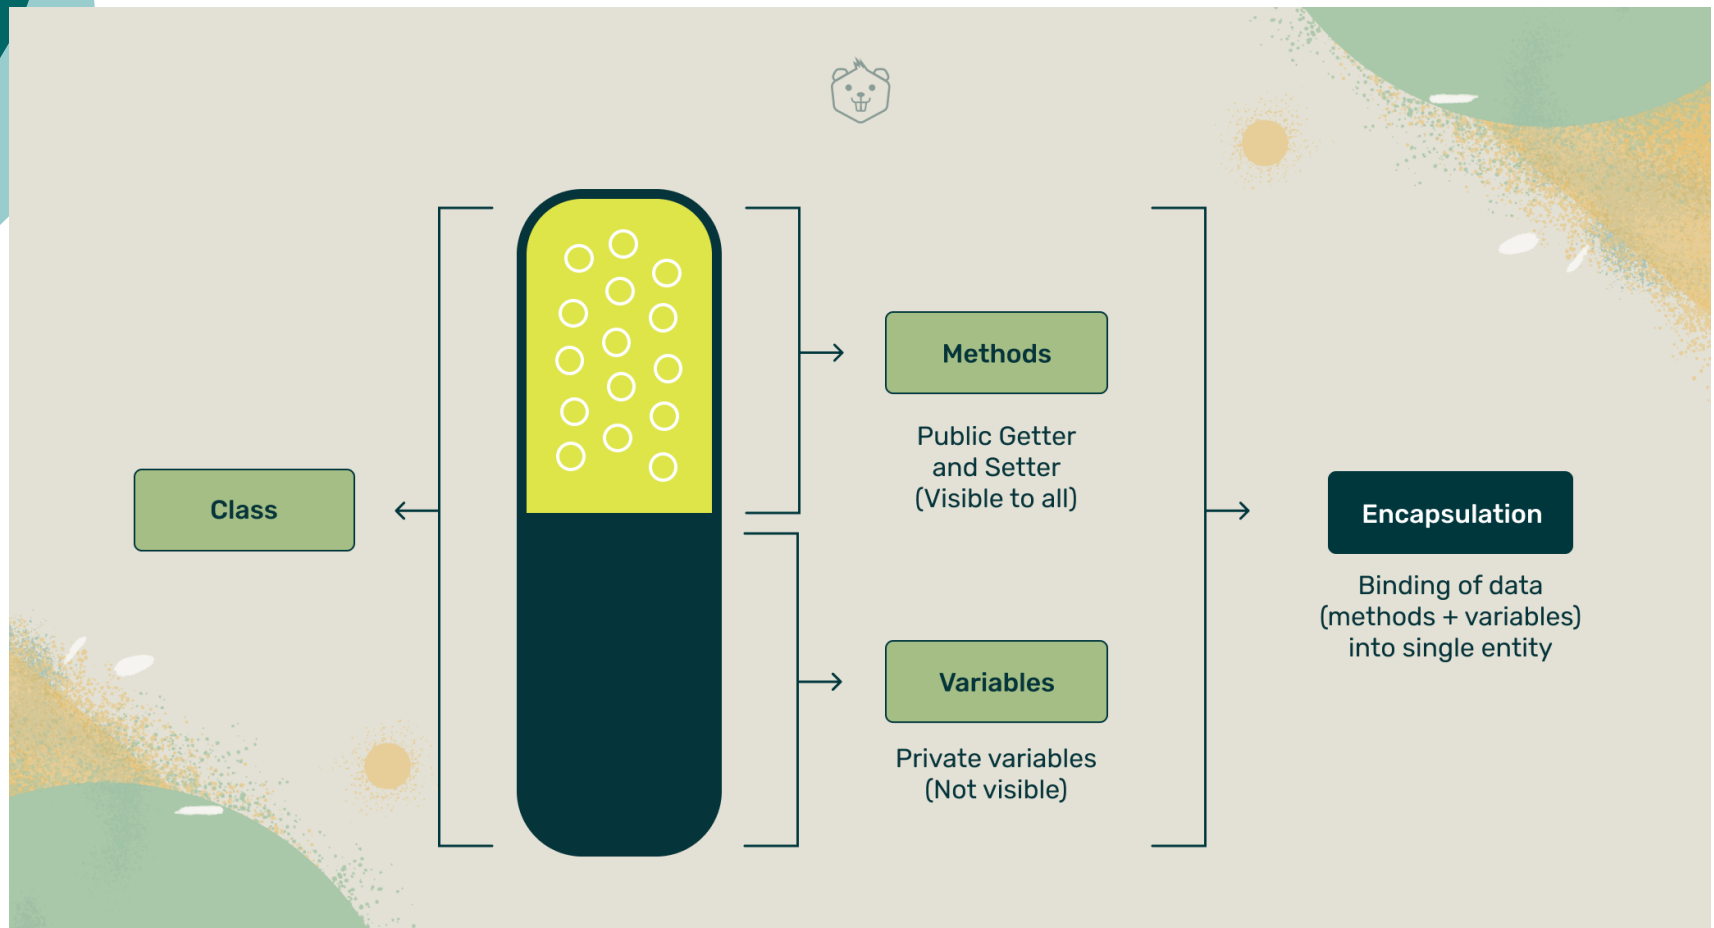 Class
Methods
Public Getter
and Setter
(Visible to all)
Variables
Private variables
(Not visible)
Encapsulation
Binding of data
(methods + variables)
into single entity